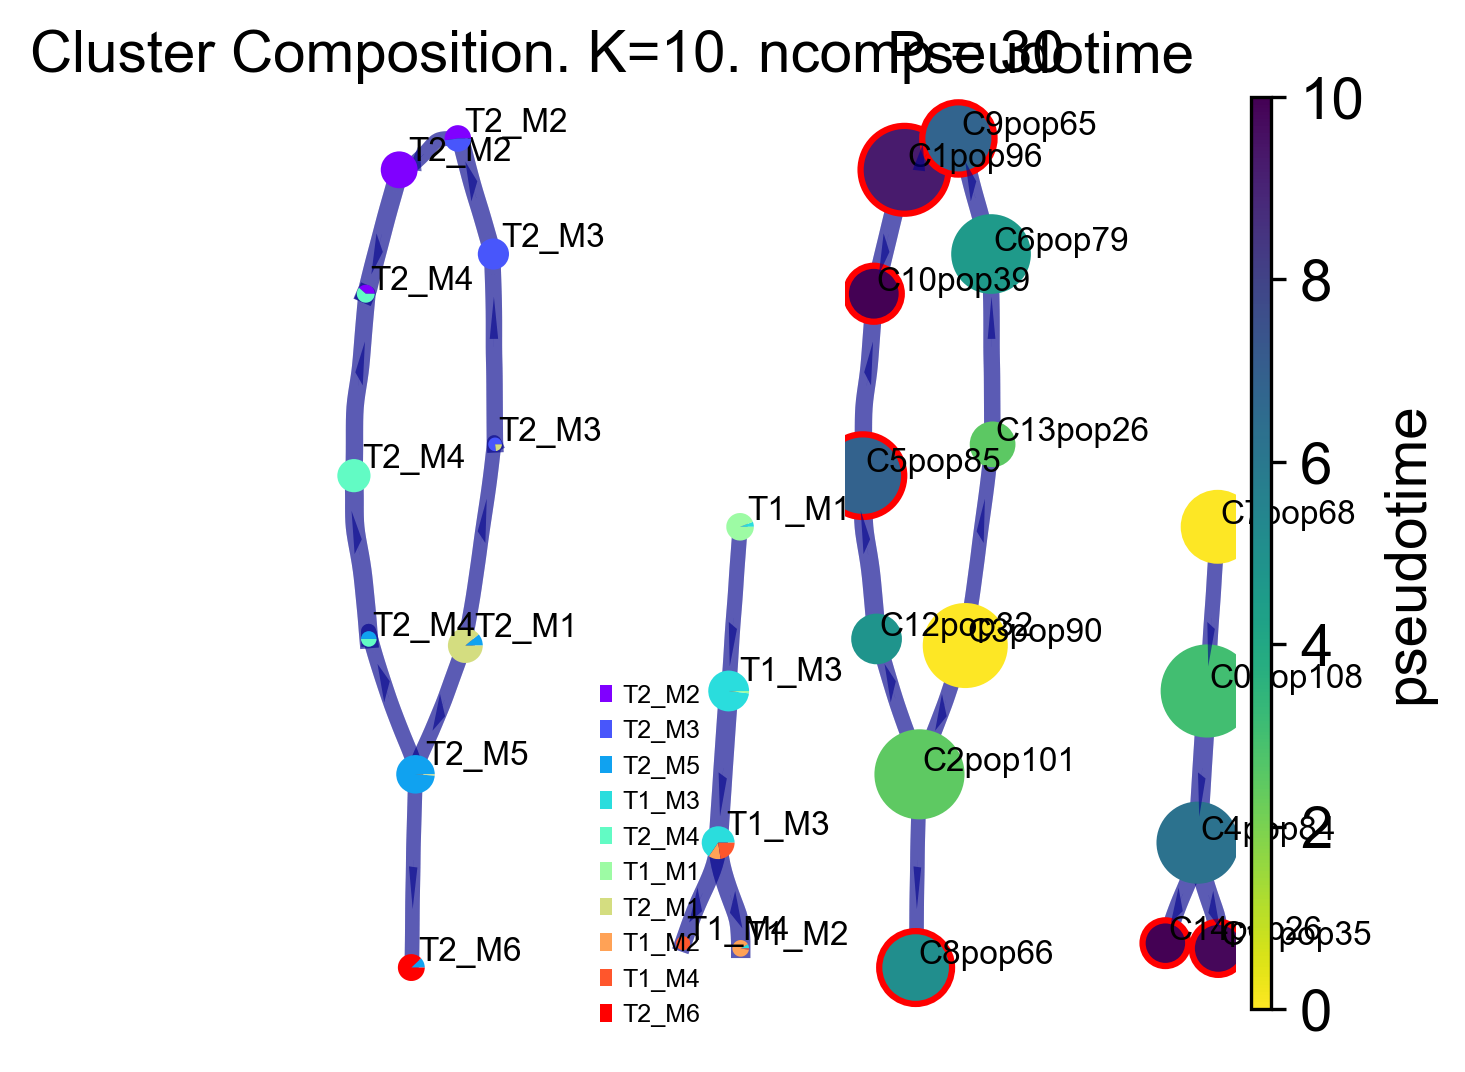 Cluster Composition. K=10. ncomp = 30
Pseudotime
T2_M2
T2_M2
T2_M3
T2_M4
T2_M3
T2_M4
T2_M4
T2_M1
T2_M5
T2_M6
T1_M1
T1_M3
T1_M3
T1_M4
T1_M2
T2_M2
T2_M3
T2_M5
T1_M3
T2_M4
T1_M1
T2_M1
T1_M2
T1_M4
T2_M6
C9pop65
C1pop96
C6pop79
C10pop39
C13pop26
C5pop85
C12pop32
C3pop90
C2pop101
C8pop66
C7pop68
C0pop108
C4pop84
C14pop26
C11pop35
10
8
6
4
2
0
pseudotime